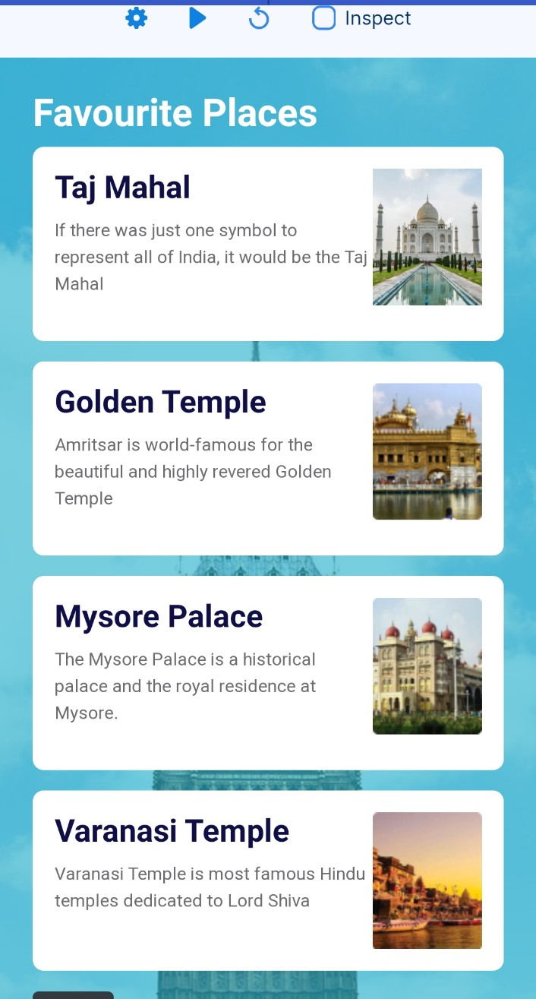 Inspect
Favourite Places
Taj Mahal
If there was just one symbol to
represent all of India, it would be the Taj
Mahal
Golden Temple
Amritsar is world-famous for the
beautiful and highly revered Golden
Temple
Mysore Palace
The Mysore Palace is a historical
palace and the royal residence at
Mysore.
Varanasi Temple
Varanasi Temple is most famous Hindu
temples dedicated to Lord Shiva